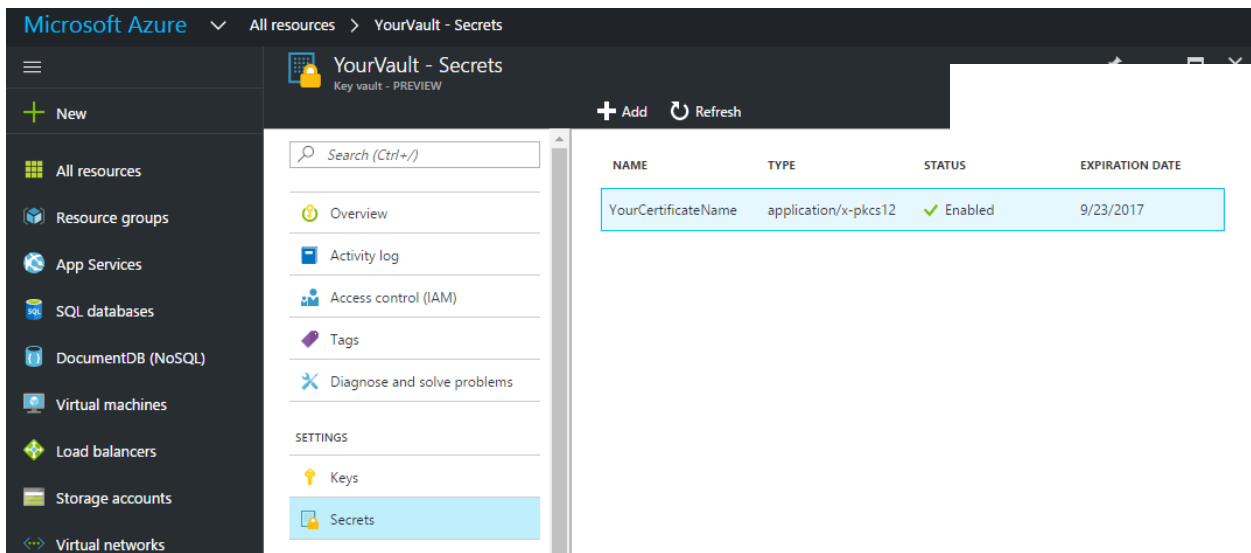 Microsoft Azure All resources > YourVault - Secrets
YourVault - Secrets
Key vault - PREVIEW
New
Add Refresh
All resources
Resource groups
App Services
SQL databases
DocumentDB (NoSQL)
Virtual machines
Load balancers
Storage accounts
Virtual networks
Search (Ctrl+/)
Overview
Activity log
Access control (IAM)
Tags
Diagnose and solve problems
SETTINGS
Keys
Secrets
NAME TYPE STATUS EXPIRATION DATE
YourCertificateName application/x-pkcs12 Enabled 9/23/2017